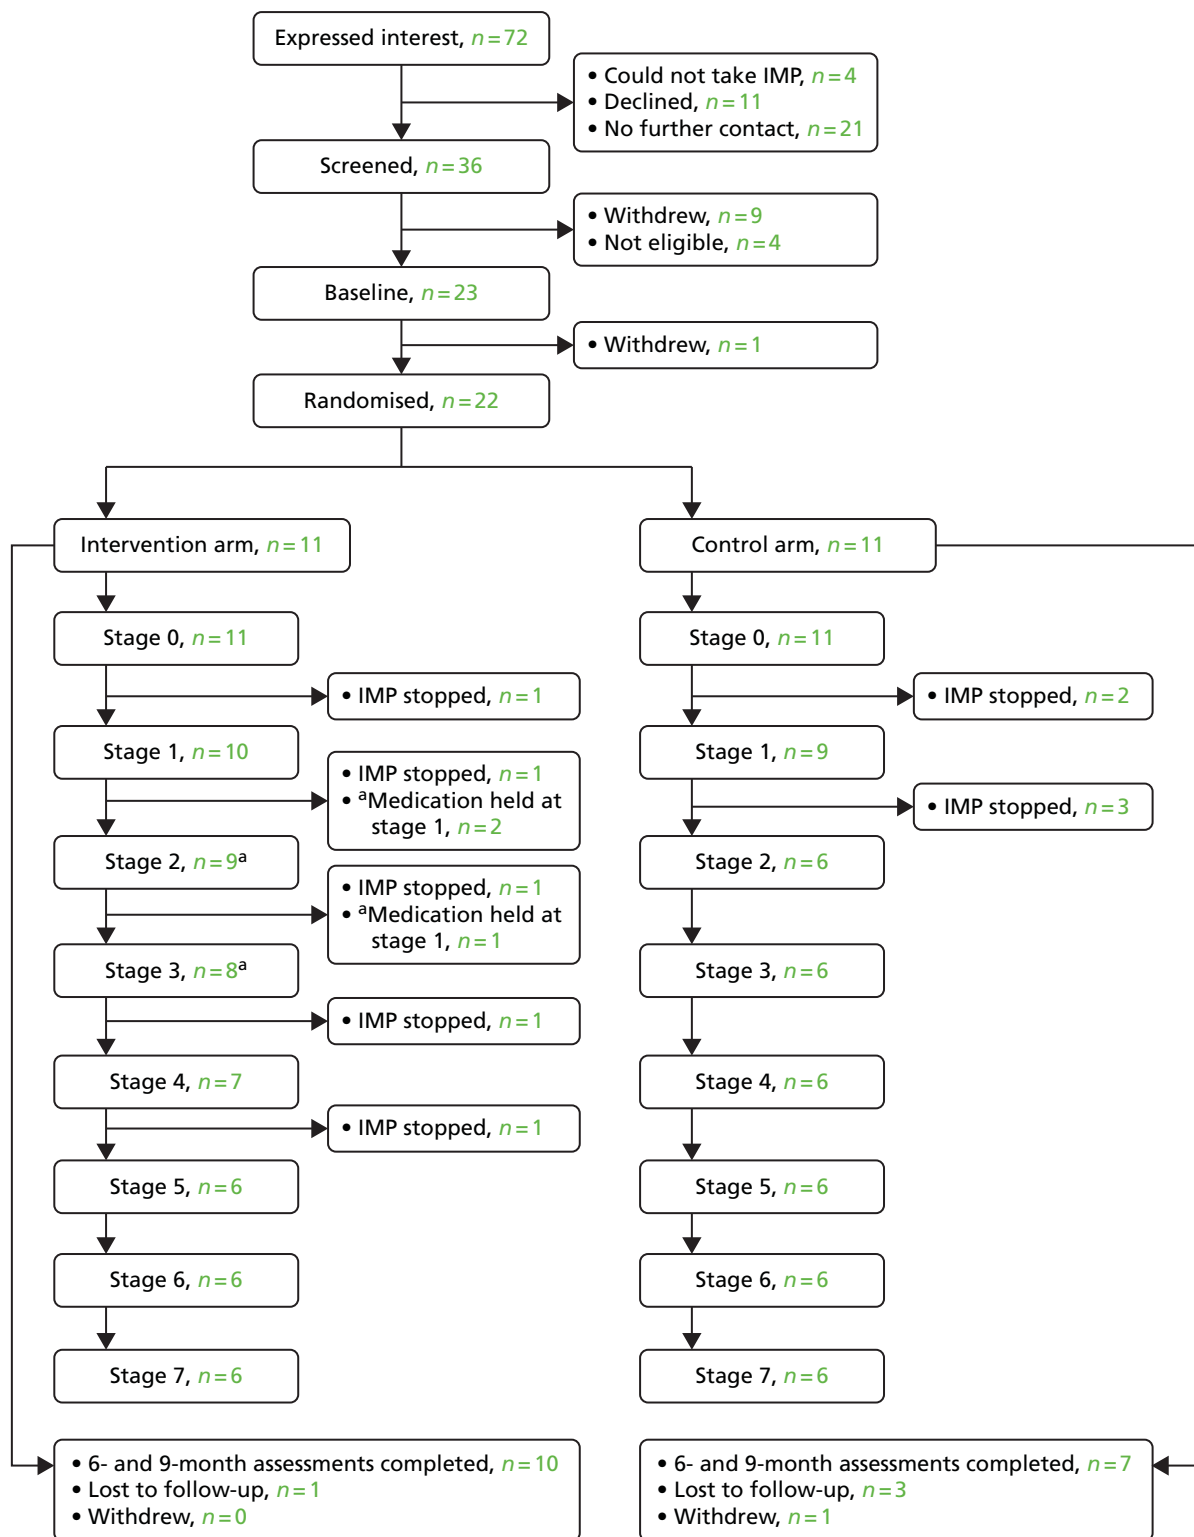 Expressed interest, n=72
• Could not take IMP, n=4
• Declined, n=11
• No further contact, n=21
Screened, n=36
• Withdrew, n=9
• Not eligible, n=4
Baseline, n=23
• Withdrew, n=1
Randomised, n=22
Intervention arm, n=11
Stage 0, n=11
• IMP stopped, n=1
Stage 1, n=10
• IMP stopped, n=1
• ᵃMedication held at
stage 1, n=2
Stage 2, n=9ᵃ
• IMP stopped, n=1
• ᵃMedication held at
stage 1, n=1
Stage 3, n=8ᵃ
• IMP stopped, n=1
Stage 4, n=7
• IMP stopped, n=1
Stage 5, n=6
Stage 6, n=6
Stage 7, n=6
• 6- and 9-month assessments completed, n=10
• Lost to follow-up, n=1
• Withdrew, n=0
Control arm, n=11
Stage 0, n=11
• IMP stopped, n=2
Stage 1, n=9
• IMP stopped, n=3
Stage 2, n=6
Stage 3, n=6
Stage 4, n=6
Stage 5, n=6
Stage 6, n=6
Stage 7, n=6
• 6- and 9-month assessments completed, n=7
• Lost to follow-up, n=3
• Withdrew, n=1